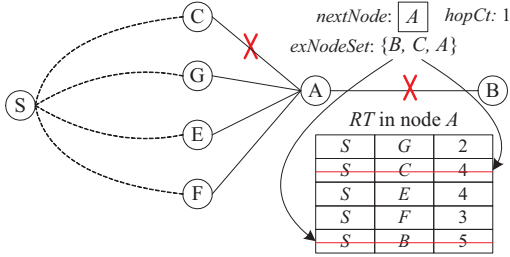 nextNode: A hopCt: 1
exNodeSet: {B, C, A}
C
G
S
A
B
E
F
RT in node A
S G 2
S C 4
S E 4
S F 3
S B 5